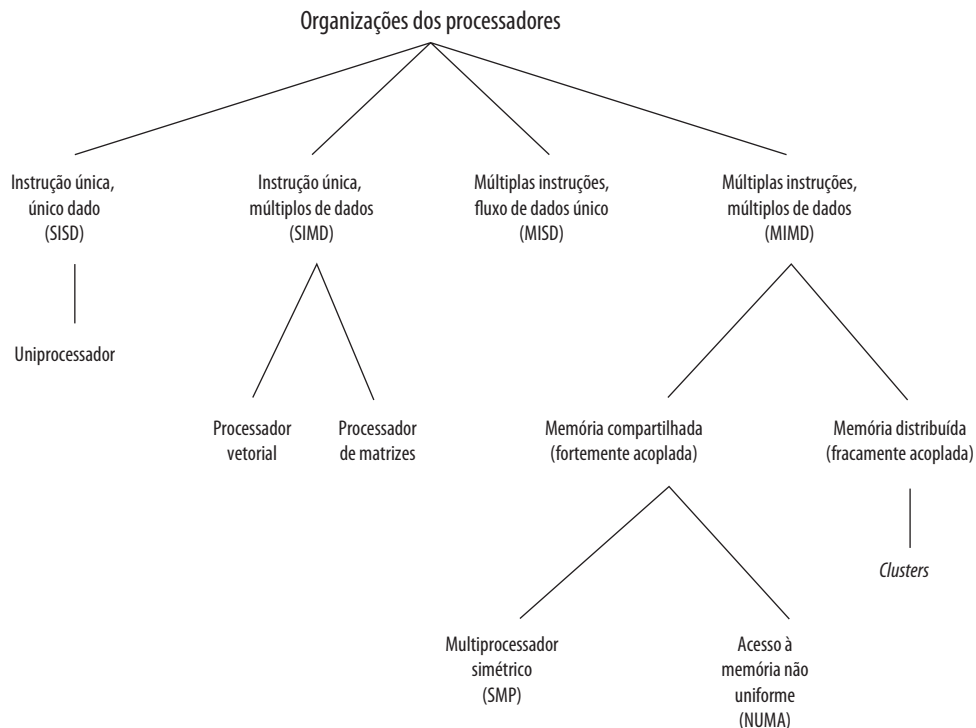 Organizações dos processadores
Instrução única,
único dado
(SISD)
Instrução única,
múltiplos de dados
(SIMD)
Múltiplas instruções,
fluxo de dados único
(MISD)
Múltiplas instruções,
múltiplos de dados
(MIMD)
Uniprocessador
Processador
vetorial
Processador
de matrizes
Memória compartilhada
(fortemente acoplada)
Memória distribuída
(fracamente acoplada)
Clusters
Multiprocessador
simétrico
(SMP)
Acesso à
memória não
uniforme
(NUMA)